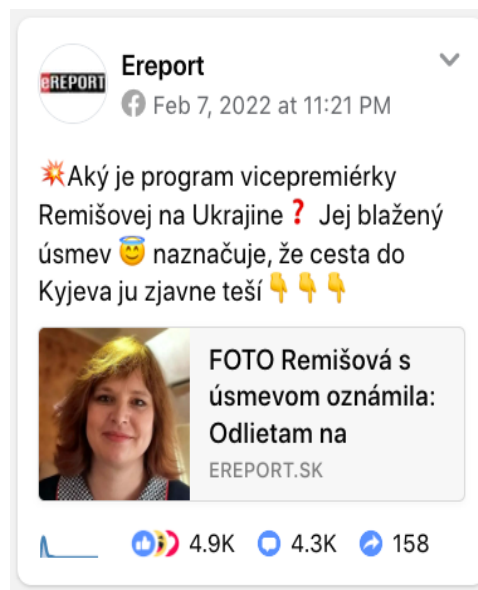 eREPORT
Ereport
Feb 7, 2022 at 11:21 PM
💥Aký je program vicepremiérky
Remišovej na Ukrajine❓ Jej blažený
úsmev 😇 naznačuje, že cesta do
Kyjeva ju zjavne teší👇👇👇
FOTO Remišová s
úsmevom oznámila:
Odlietam na
EREPORT.SK
4.9K 4.3K 158